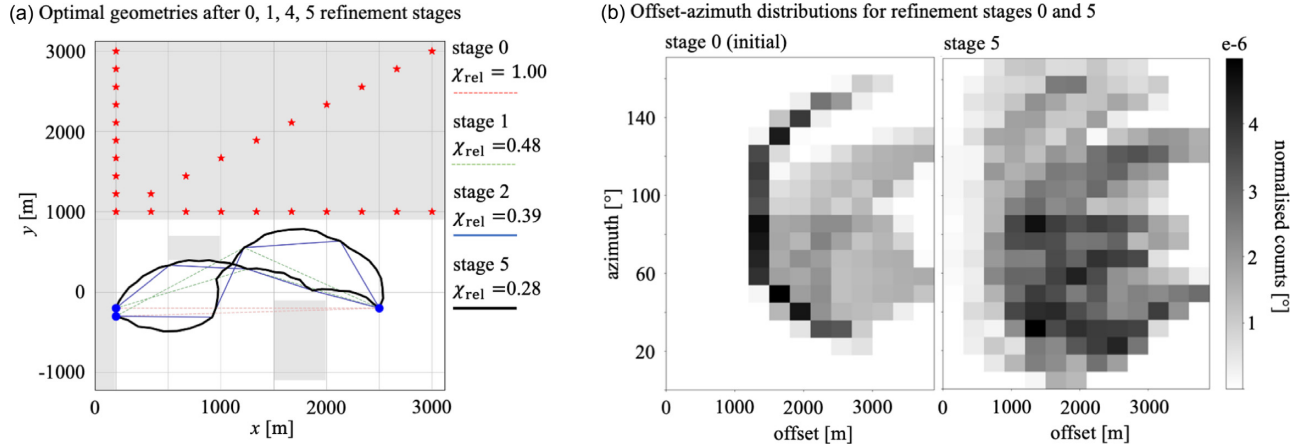 (a) Optimal geometries after 0, 1, 4, 5 refinement stages
3000
2000
1000
0
-1000
y [m]
0
1000
2000
3000
x [m]
stage 0
χrel = 1.00
stage 1
χrel =0.48
stage 2
χrel =0.39
stage 5
χrel =0.28
(b) Offset-azimuth distributions for refinement stages 0 and 5
stage 0 (initial)
stage 5
140
100
60
20
azimuth [°]
0
1000
2000
3000
offset [m]
0
1000
2000
3000
offset [m]
e-6
4
3
2
1
normalised counts [°]